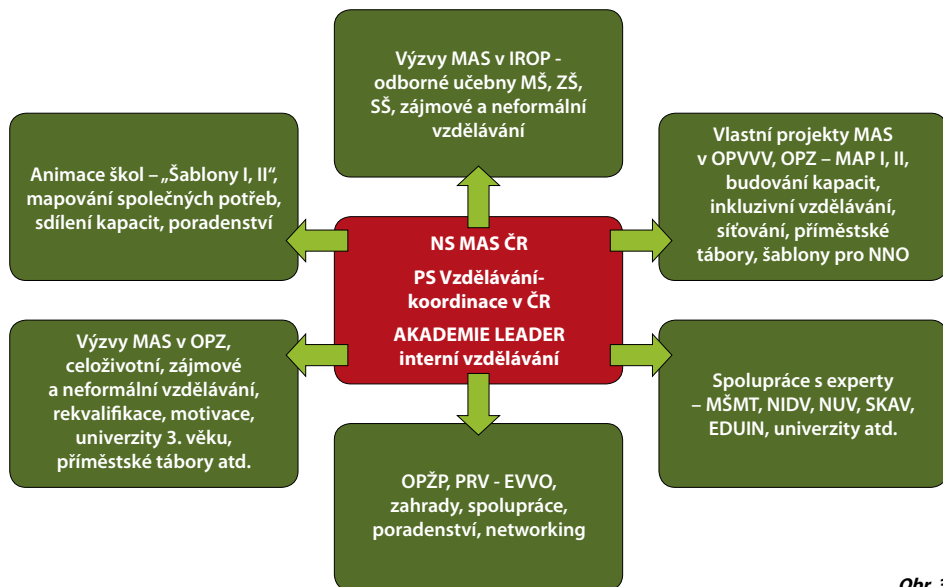 Výzvy MAS v IROP -
odborné učebny MŠ, ZŠ,
SŠ, zájmové a neformální
vzdělávání
Animace škol – „Šablony I, II“,
mapování společných potřeb,
sdílení kapacit, poradenství
Vlastní projekty MAS
v OPVVV, OPZ – MAP I, II,
budování kapacit,
inkluzivní vzdělávání,
síťování, příměstské
tábory, šablony pro NNO
NS MAS ČR
PS Vzdělávání-
koordinace v ČR
AKADEMIE LEADER
interní vzdělávání
Výzvy MAS v OPZ,
celoživotní, zájmové
a neformální vzdělávání,
rekvalifikace, motivace,
univerzity 3. věku,
příměstské tábory atd.
Spolupráce s experty
– MŠMT, NIDV, NUV, SKAV,
EDUIN, univerzity atd.
OPŽP, PRV - EVVO,
zahrady, spolupráce,
poradenství, networking
Obr.